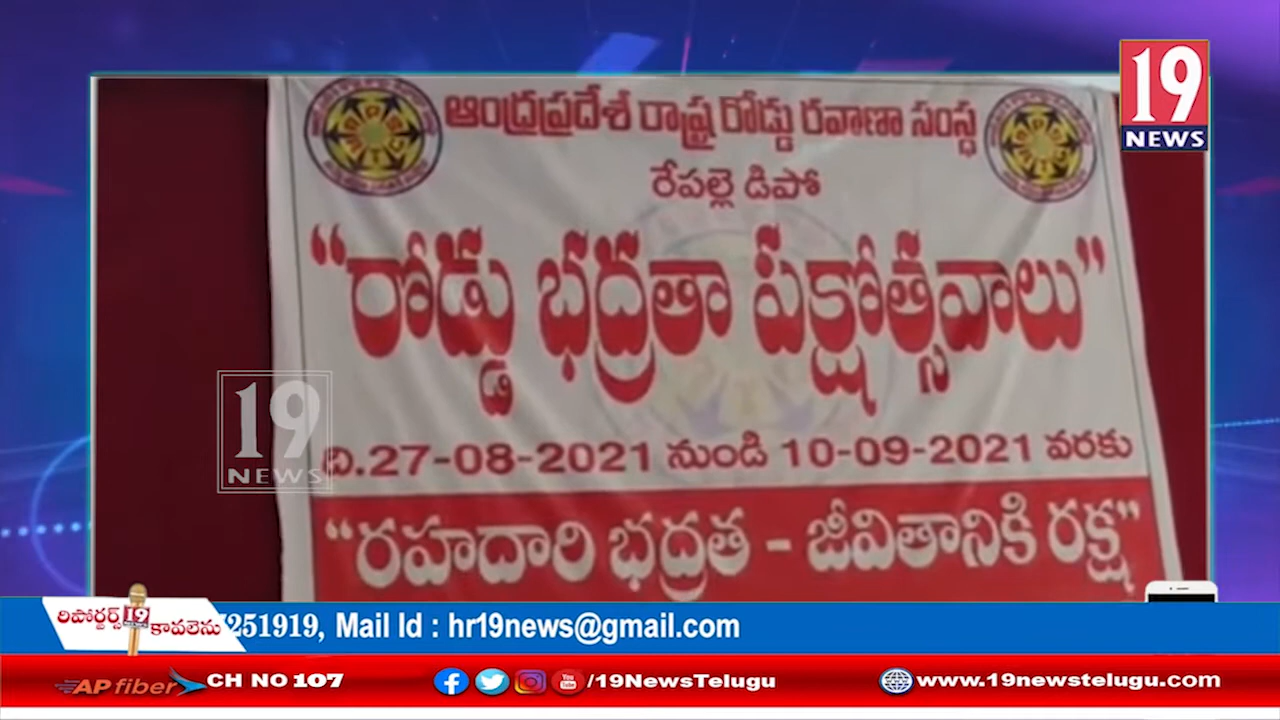 19
NEWS
ఆంధ్రప్రదేశ్ రాష్ట్ర రోడ్డు రవాణా సంస్థ
రేపల్లె డిపో
“రోడ్డు భద్రతా పక్షోత్సవాలు”
ది.27-08-2021 నుండి 10-09-2021 వరకు
“రహదారి భద్రత - జీవితానికి రక్ష”
19
NEWS
రిపోర్టర్స్ కావలెను
251919, Mail Id : hr19news@gmail.com
AP fiber CH NO 107 /19NewsTelugu www.19newstelugu.com